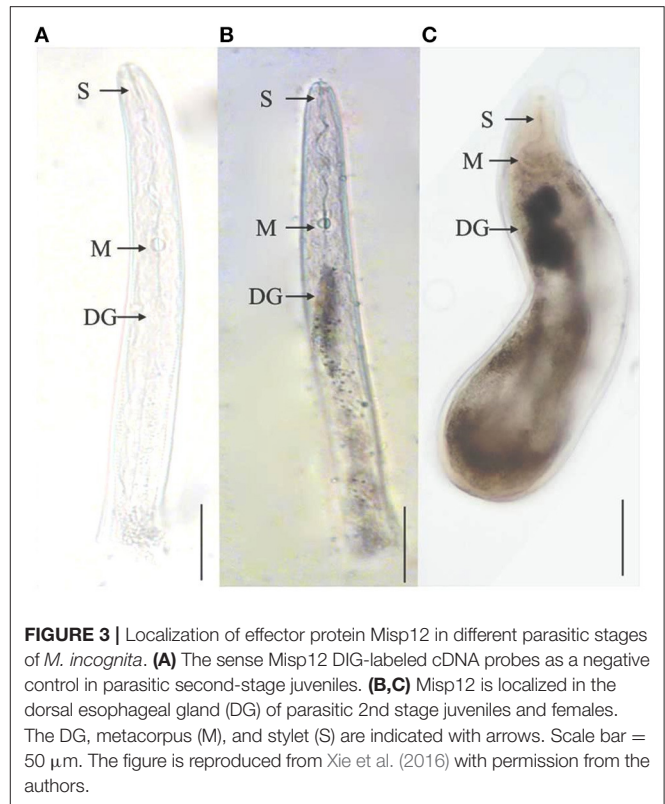 A
B
C
S
M
DG
S
M
DG
S
M
DG
FIGURE 3 | Localization of effector protein Misp12 in different parasitic stages
of M. incognita. (A) The sense Misp12 DIG-labeled cDNA probes as a negative
control in parasitic second-stage juveniles. (B,C) Misp12 is localized in the
dorsal esophageal gland (DG) of parasitic 2nd stage juveniles and females.
The DG, metacorpus (M), and stylet (S) are indicated with arrows. Scale bar =
50 μm. The figure is reproduced from Xie et al. (2016) with permission from the
authors.